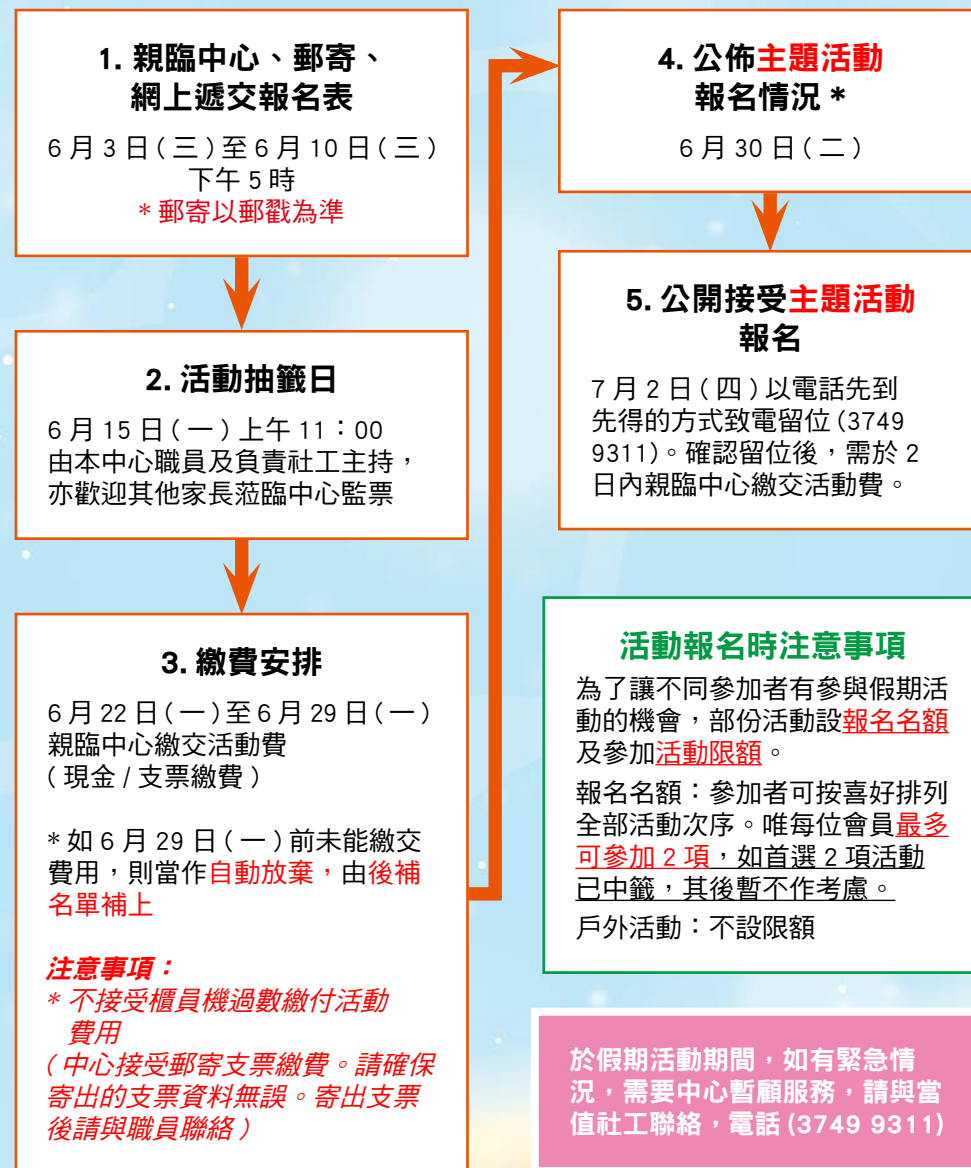 1. 親臨中心、郵寄、
網上遞交報名表
6 月 3 日 ( 三 ) 至 6 月 10 日 ( 三 )
下午 5 時
* 郵寄以郵戳為準
2. 活動抽籤日
6 月 15 日 ( 一 ) 上午 11：00
由本中心職員及負責社工主持，
亦歡迎其他家長蒞臨中心監票
3. 繳費安排
6 月 22 日 ( 一 ) 至 6 月 29 日 ( 一 )
親臨中心繳交活動費
( 現金 / 支票繳費 )
* 如 6 月 29 日 ( 一 ) 前未能繳交
費用，則當作自動放棄，由後補
名單補上
注意事項：
* 不接受櫃員機過數繳付活動
費用
( 中心接受郵寄支票繳費。請確保
寄出的支票資料無誤。寄出支票
後請與職員聯絡 )
4. 公佈主題活動
報名情況 *
6 月 30 日 ( 二 )
5. 公開接受主題活動
報名
7 月 2 日 ( 四 ) 以電話先到
先得的方式致電留位 (3749
9311)。確認留位後，需於 2
日內親臨中心繳交活動費。
活動報名時注意事項
為了讓不同參加者有參與假期活
動的機會，部份活動設報名名額
及參加活動限額。
報名名額：參加者可按喜好排列
全部活動次序。唯每位會員最多
可參加 2 項，如首選 2 項活動
已中籤，其後暫不作考慮。
戶外活動：不設限額
於假期活動期間，如有緊急情
況，需要中心暫顧服務，請與當
值社工聯絡，電話 (3749 9311)